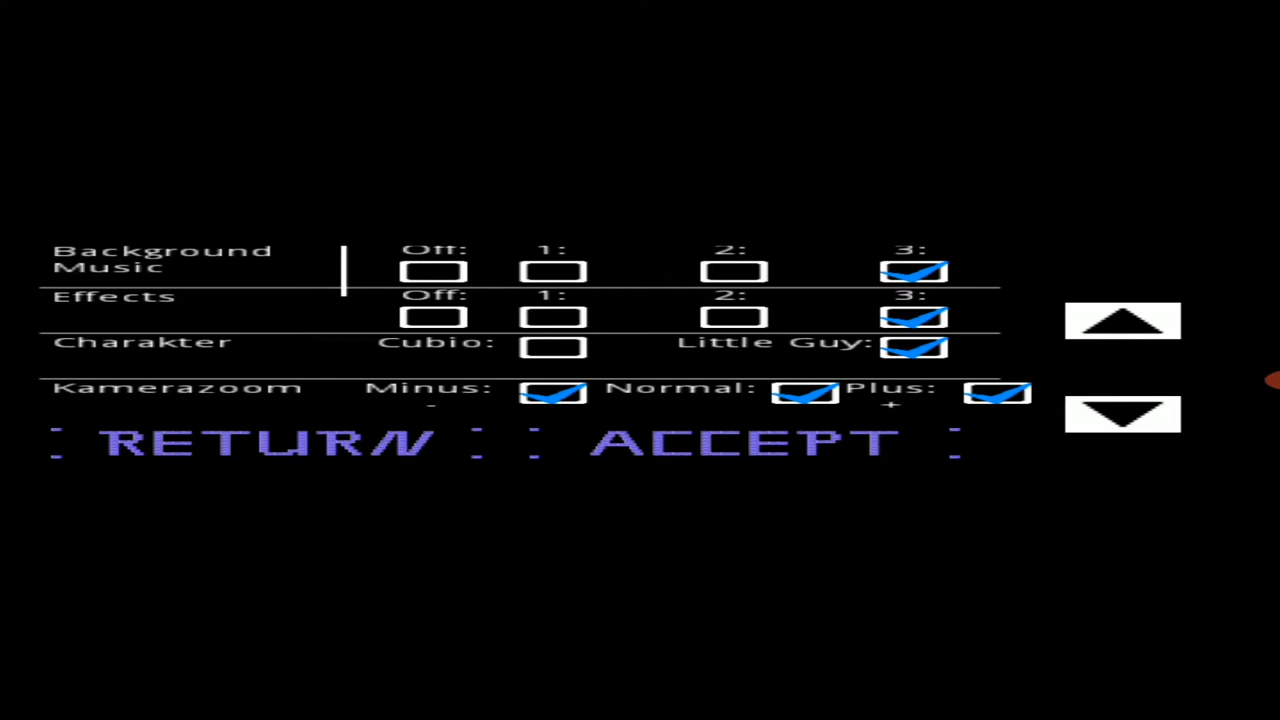 Background Off: 1: 2: 3:
Music
Effects Off: 1: 2: 3:
Charakter Cubio: Little Guy:
Kamerazoom Minus: Normal: Plus:
- +
: RETURN : : ACCEPT :